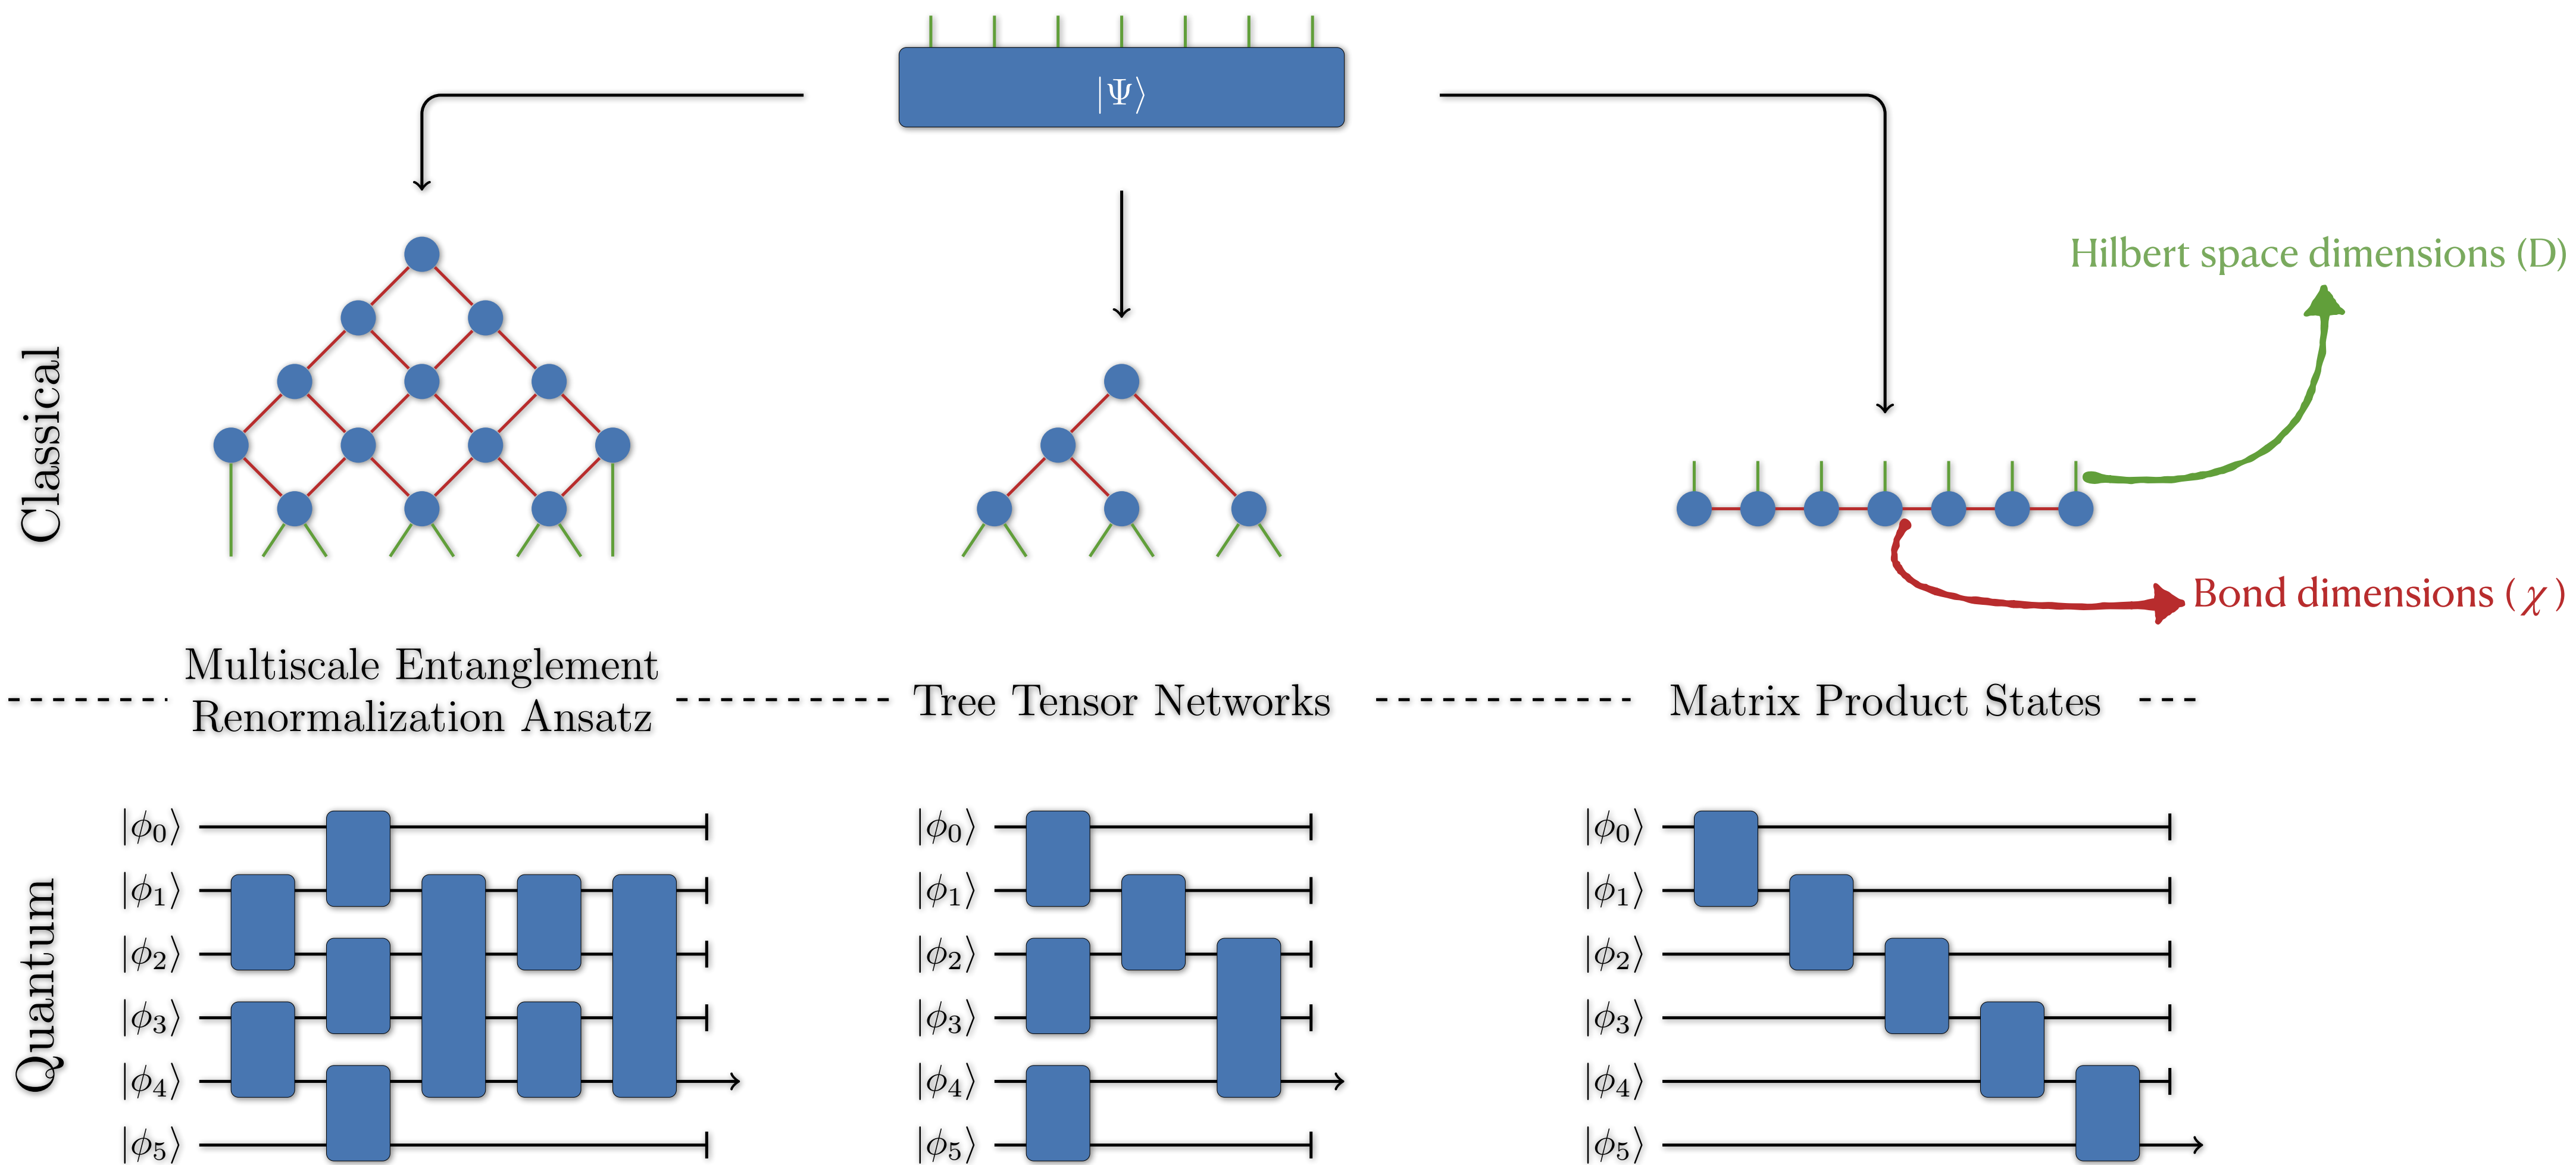 |Ψ⟩
Classical
Hilbert space dimensions (D)
Bond dimensions (χ)
Multiscale Entanglement
Renormalization Ansatz
Tree Tensor Networks
Matrix Product States
Quantum
|ϕ₀⟩
|ϕ₁⟩
|ϕ₂⟩
|ϕ₃⟩
|ϕ₄⟩
|ϕ₅⟩
|ϕ₀⟩
|ϕ₁⟩
|ϕ₂⟩
|ϕ₃⟩
|ϕ₄⟩
|ϕ₅⟩
|ϕ₀⟩
|ϕ₁⟩
|ϕ₂⟩
|ϕ₃⟩
|ϕ₄⟩
|ϕ₅⟩